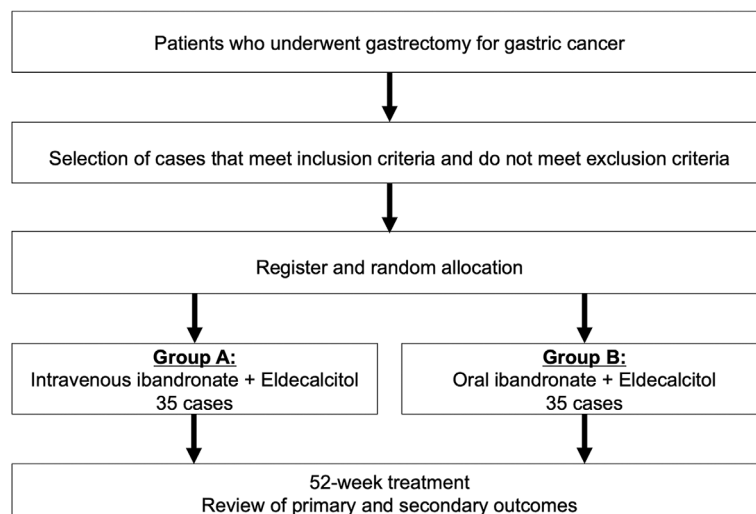 Patients who underwent gastrectomy for gastric cancer
Selection of cases that meet inclusion criteria and do not meet exclusion criteria
Register and random allocation
Group A:
Intravenous ibandronate + Eldecalcitol
35 cases
Group B:
Oral ibandronate + Eldecalcitol
35 cases
52-week treatment
Review of primary and secondary outcomes